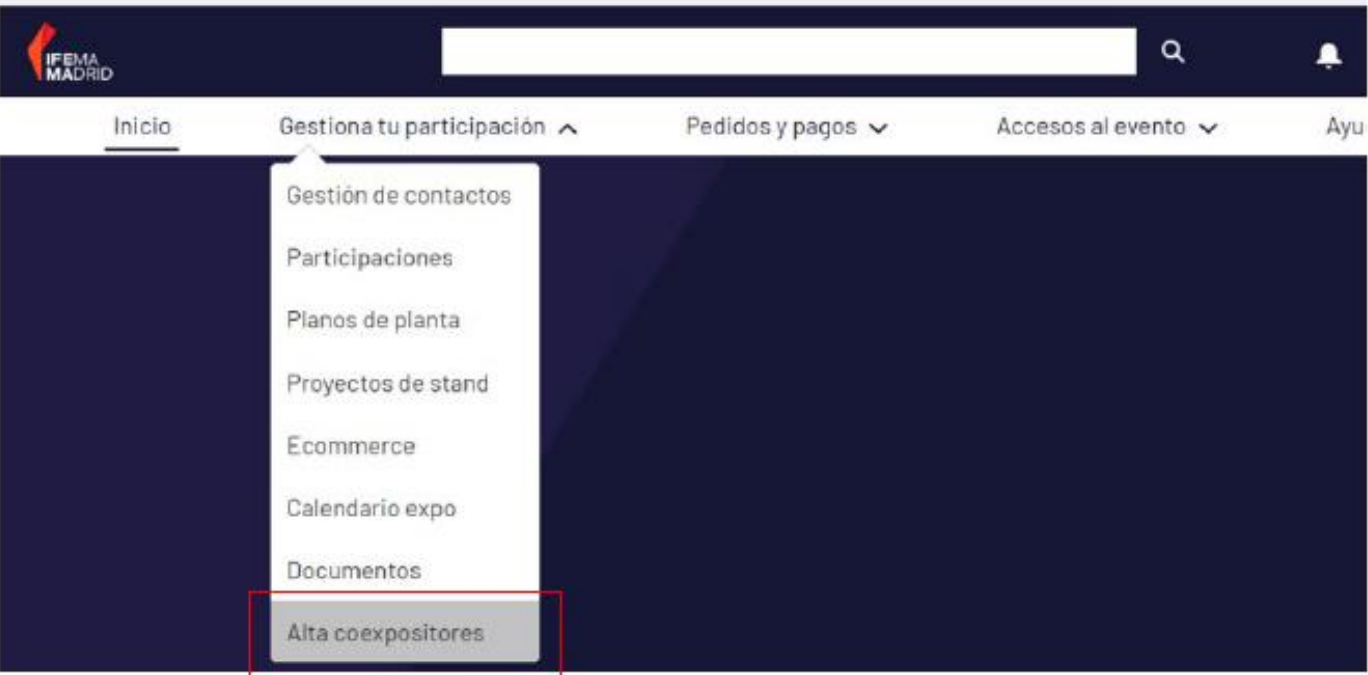 IFEMA
MADRID
Inicio
Gestiona tu participación
Pedidos y pagos
Accesos al evento
Ayu
Gestión de contactos
Participaciones
Planos de planta
Proyectos de stand
Ecommerce
Calendario expo
Documentos
Alta coexpositores